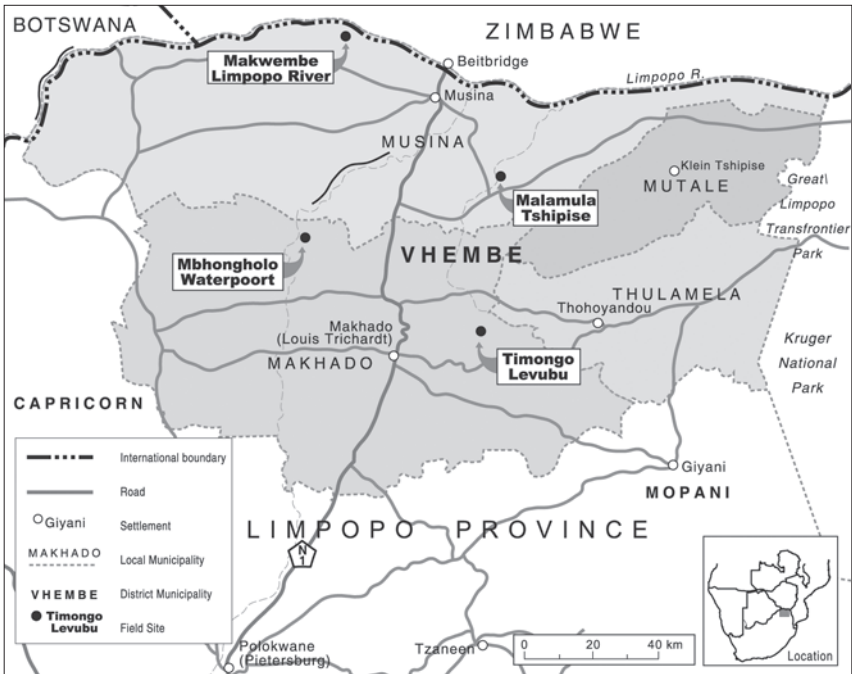 BOTSWANA
ZIMBABWE
Makwembe
Limpopo River
Beitbridge
Limpopo R.
Musina
MUSINA
Klein Tshipise
MUTALE
Great\
Limpopo
Transfrontier
Park
Malamula
Tshipise
Mbhongholo
Waterpoort
VHEMBE
THULAMELA
Thohoyandou
Makhado
(Louis Trichardt)
MAKHADO
Timongo
Levubu
Kruger
National
Park
CAPRICORN
Giyani
MOPANI
LIMPOPO PROVINCE
N
1
Polokwane
(Pietersburg)
Tzaneen
International boundary
Road
Giyani Settlement
MAKHADO Local Municipality
VHEMBE District Municipality
Timongo
Levubu Field Site
0 20 40 km
Location